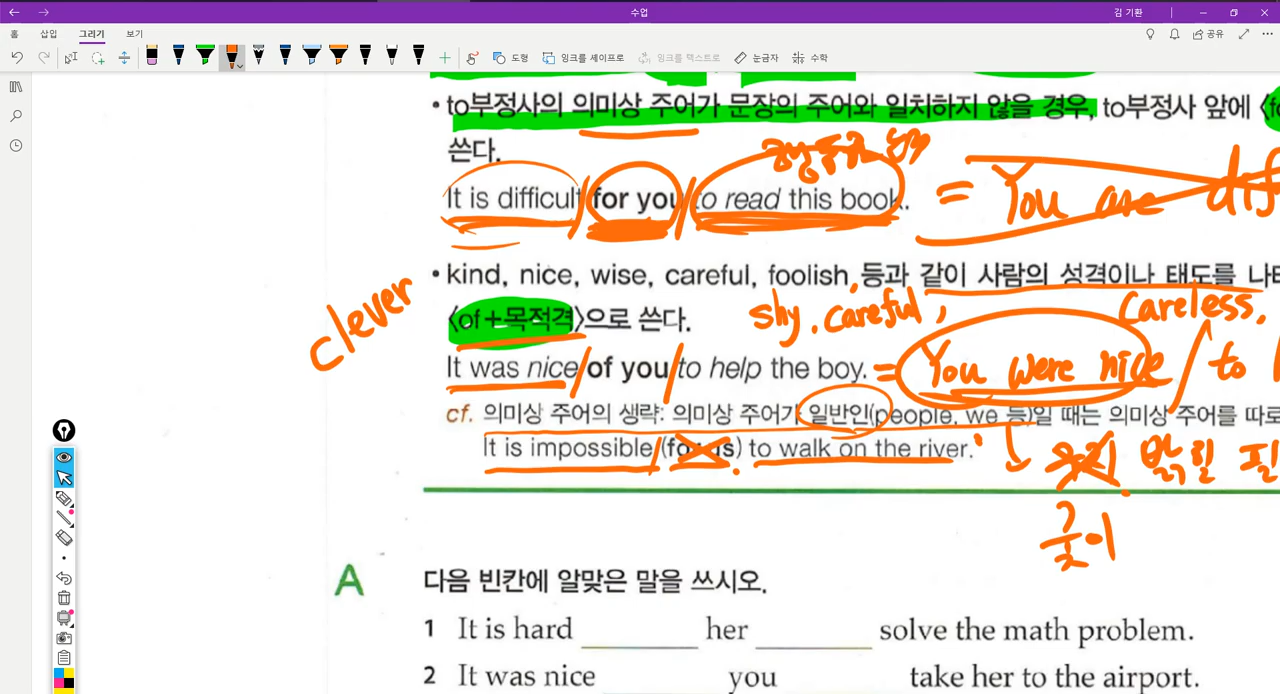 수업
김 기환
홈 삽입 그리기 보기
공유
도형 잉크를 셰이프로 잉크를 텍스트로 눈금자 수학
• to부정사의 의미상 주어가 문장의 주어와 일치하지 않을 경우, to부정사 앞에
쓴다.
It is difficult for you to read this book. = You are
• kind, nice, wise, careful, foolish 등과 같이 사람의 성격이나 태도를
clever
shy, careful, careless,
〈of+목적격〉으로 쓴다.
It was nice of you to help the boy. = You were nice to
cf. 의미상 주어의 생략: 의미상 주어가 일반인(people, we 등)일 때는 의미상 주어를 따로
It is impossible (for us) to walk on the river.
밝힐
굳이
A 다음 빈칸에 알맞은 말을 쓰시오.
1 It is hard ________ her ________ solve the math problem.
2 It was nice ________ you ________ take her to the airport.